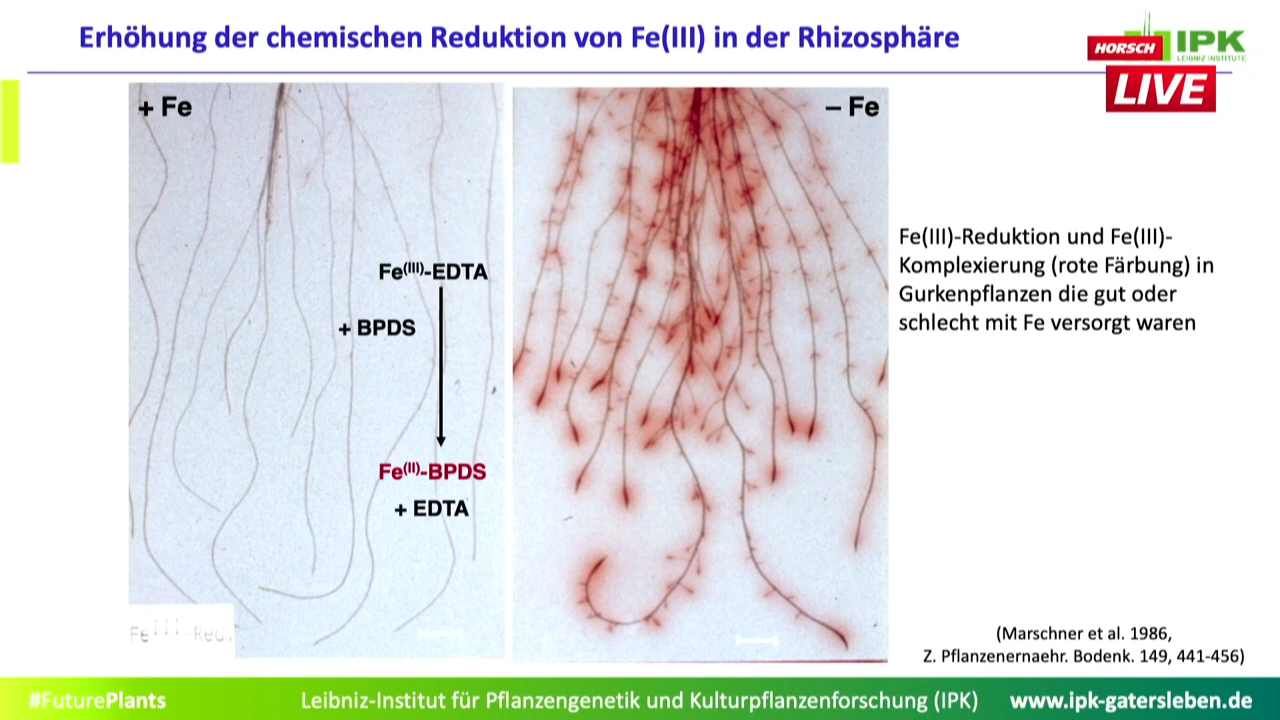 Erhöhung der chemischen Reduktion von Fe(III) in der Rhizosphäre
HORSCH
IPK
LEIBNIZ INSTITUTE
LIVE
+ Fe
– Fe
Fe(III)-EDTA
+ BPDS
Fe(II)-BPDS
+ EDTA
Fe(III)-Reduktion und Fe(III)-
Komplexierung (rote Färbung) in
Gurkenpflanzen die gut oder
schlecht mit Fe versorgt waren
FeIII-Red.
(Marschner et al. 1986,
Z. Pflanzenernaehr. Bodenk. 149, 441-456)
#FuturePlants
Leibniz-Institut für Pflanzengenetik und Kulturpflanzenforschung (IPK)
www.ipk-gatersleben.de